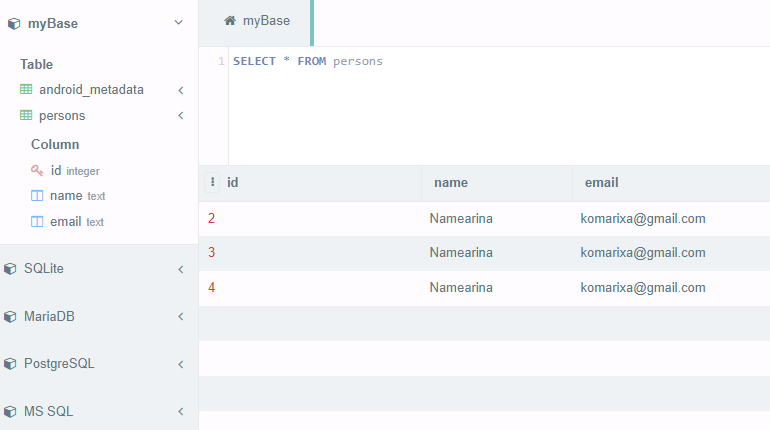 myBase
Table
android_metadata
persons
Column
id integer
name text
email text
SQLite
MariaDB
PostgreSQL
MS SQL
myBase
1 SELECT * FROM persons
id name email
2 Namearina komarixa@gmail.com
3 Namearina komarixa@gmail.com
4 Namearina komarixa@gmail.com